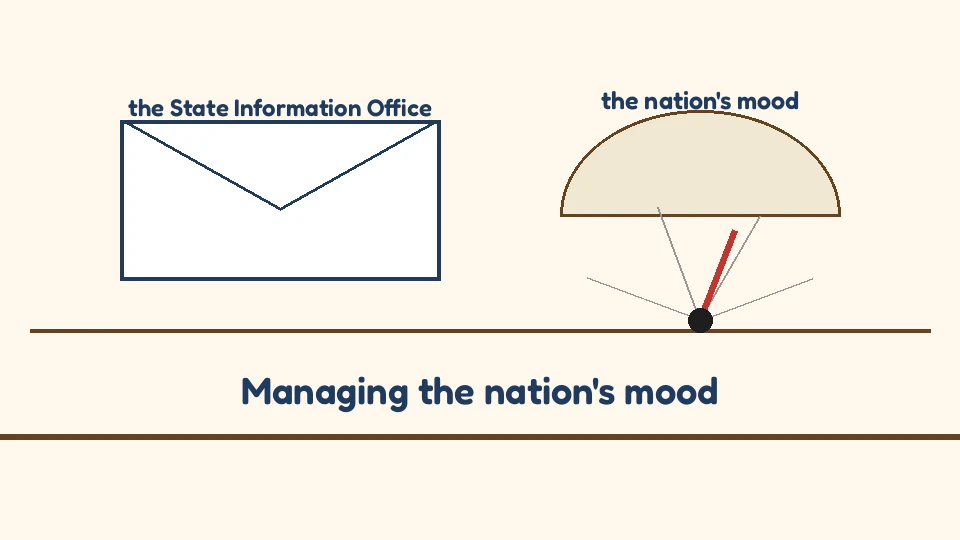 the State Information Office
the nation's mood
Managing the nation's mood